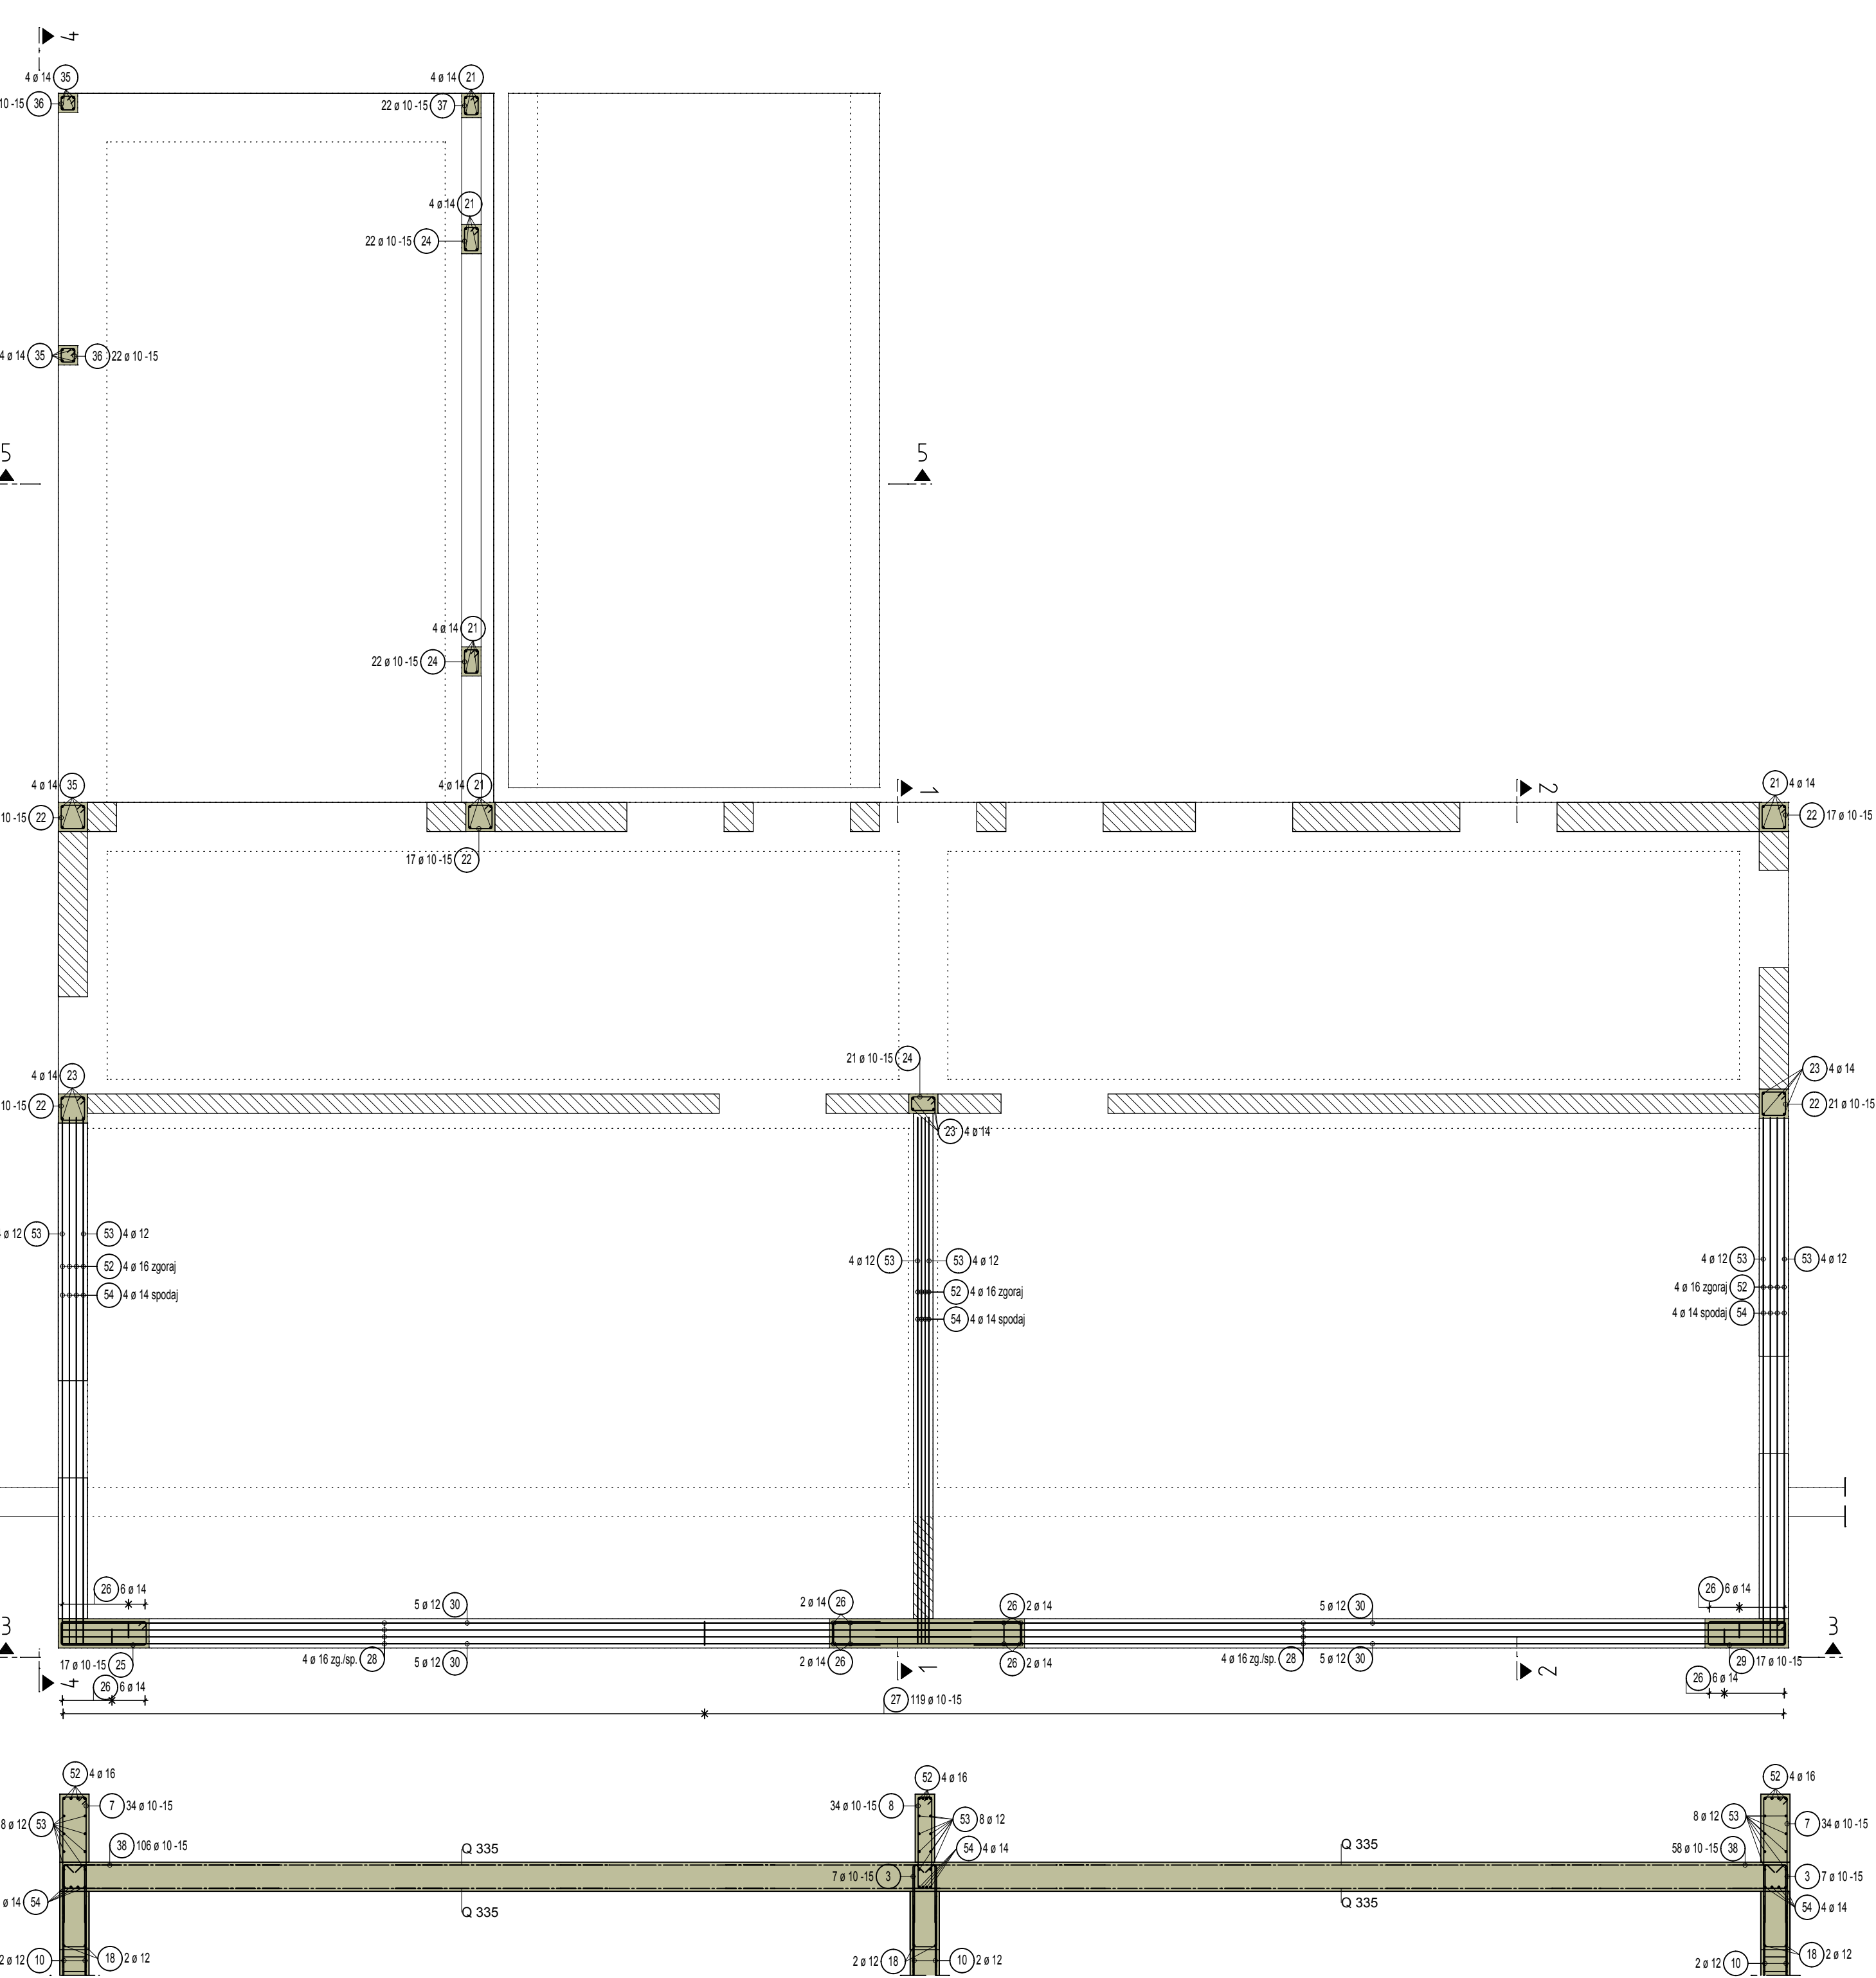 4
4 ø 14 35
10 -15 36
4 ø 14 21
22 ø 10 -15 37
4 ø 14 21
22 ø 10 -15 24
4 ø 14 35
36 22 ø 10 -15
5
5
4 ø 14 21
22 ø 10 -15 24
4 ø 14 35
10 -15 22
4 ø 14 21
17 ø 10 -15 22
1
2
21 4 ø 14
22 17 ø 10 -15
21 ø 10 -15 24
4 ø 14 23
10 -15 22
23 4 ø 14
23 4 ø 14
22 21 ø 10 -15
ø 12 53
53 4 ø 12
52 4 ø 16 zgoraj
54 4 ø 14 spodaj
4 ø 12 53
53 4 ø 12
52 4 ø 16 zgoraj
54 4 ø 14 spodaj
4 ø 12 53
53 4 ø 12
4 ø 16 zgoraj 52
4 ø 14 spodaj 54
26 6 ø 14
5 ø 12 30
2 ø 14 26
26 2 ø 14
5 ø 12 30
26 6 ø 14
3
3
17 ø 10 -15 25
4 ø 16 zg./sp. 28
5 ø 12 30
2 ø 14 26
26 2 ø 14
4 ø 16 zg./sp. 28
5 ø 12 30
29 17 ø 10 -15
4
26 6 ø 14
1
2
26 6 ø 14
27 119 ø 10 -15
52 4 ø 16
7 34 ø 10 -15
8 ø 12 53
38 106 ø 10 -15
Q 335
52 4 ø 16
34 ø 10 -15 8
53 8 ø 12
54 4 ø 14
Q 335
52 4 ø 16
8 ø 12 53
7 34 ø 10 -15
58 ø 10 -15 38
7 ø 10 -15 3
3 7 ø 10 -15
ø 14 54
Q 335
Q 335
54 4 ø 14
2 ø 12 10
18 2 ø 12
2 ø 12 18
10 2 ø 12
2 ø 12 10
18 2 ø 12